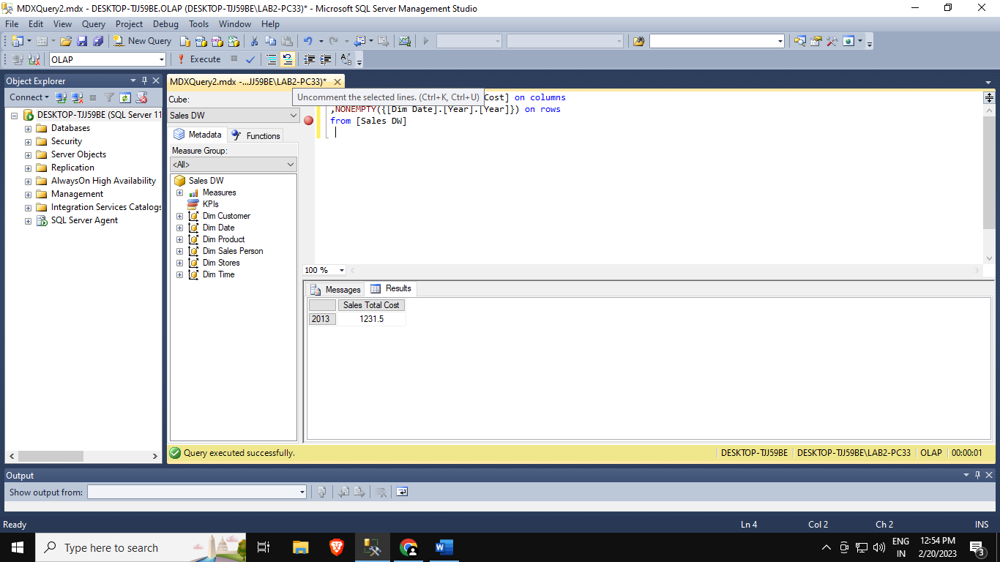 MDXQuery2.mdx - DESKTOP-TJJ59BE.OLAP (DESKTOP-TJJ59BE\LAB2-PC33)* - Microsoft SQL Server Management Studio
File Edit View Query Project Debug Tools Window Help
New Query
OLAP Execute
Object Explorer
Connect
DESKTOP-TJJ59BE (SQL Server 11
Databases
Security
Server Objects
Replication
AlwaysOn High Availability
Management
Integration Services Catalogs
SQL Server Agent
MDXQuery2.mdx -...JJ59BE\LAB2-PC33)*
Cube:
Sales DW
Metadata Functions
Measure Group:
<All>
Sales DW
Measures
KPIs
Dim Customer
Dim Date
Dim Product
Dim Sales Person
Dim Stores
Dim Time
Uncomment the selected lines. (Ctrl+K, Ctrl+U)
Cost] on columns
,NONEMPTY({[Dim Date].[Year].[Year]}) on rows
from [Sales DW]
100 %
Messages Results
Sales Total Cost
2013 1231.5
Query executed successfully. DESKTOP-TJJ59BE DESKTOP-TJJ59BE\LAB2-PC33 OLAP 00:00:01
Output
Show output from:
Ready Ln 4 Col 2 Ch 2 INS
Type here to search
ENG
IN
12:54 PM
2/20/2023
3